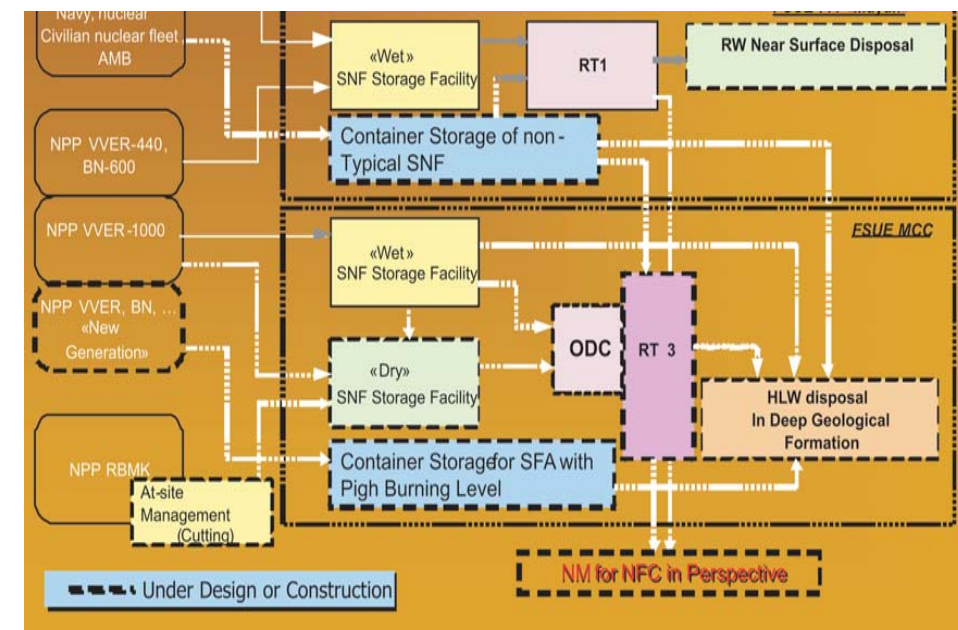 Navy, nuclear
Civilian nuclear fleet
AMB
«Wet»
SNF Storage Facility
RT1
RW Near Surface Disposal
NPP VVER-440,
BN-600
Container Storage of non-
Typical SNF
NPP VVER-1000
«Wet»
SNF Storage Facility
FSUE MCC
NPP VVER, BN, ...
«New
Generation»
ODC
RT 3
«Dry»
SNF Storage Facility
HLW disposal
In Deep Geological
Formation
NPP RBMK
Container Storage for SFA with
Pigh Burning Level
At-site
Management
(Cutting)
NM for NFC in Perspective
Under Design or Construction